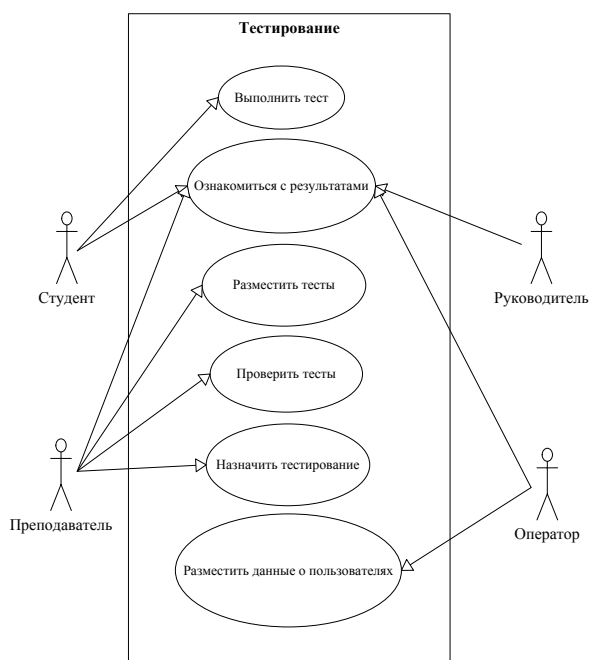 Тестирование
Выполнить тест
Ознакомиться с результатами
Студент
Руководитель
Разместить тесты
Проверить тесты
Назначить тестирование
Преподаватель
Оператор
Разместить данные о пользователях